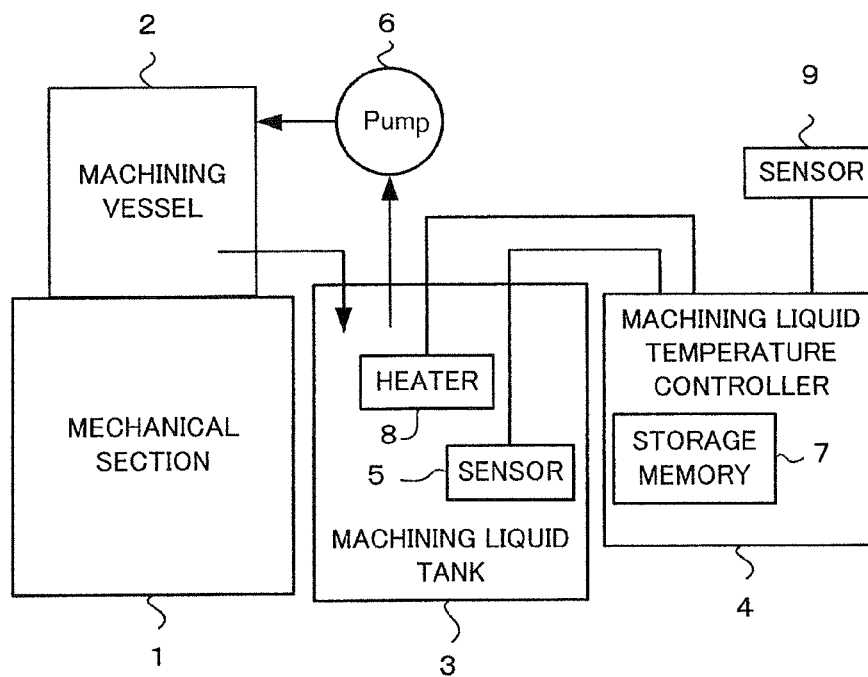 2
6
9
Pump
SENSOR
MACHINING
VESSEL
MACHINING LIQUID
TEMPERATURE
CONTROLLER
HEATER
8
MECHANICAL
SECTION
STORAGE
MEMORY
7
5
SENSOR
MACHINING LIQUID
TANK
1
3
4